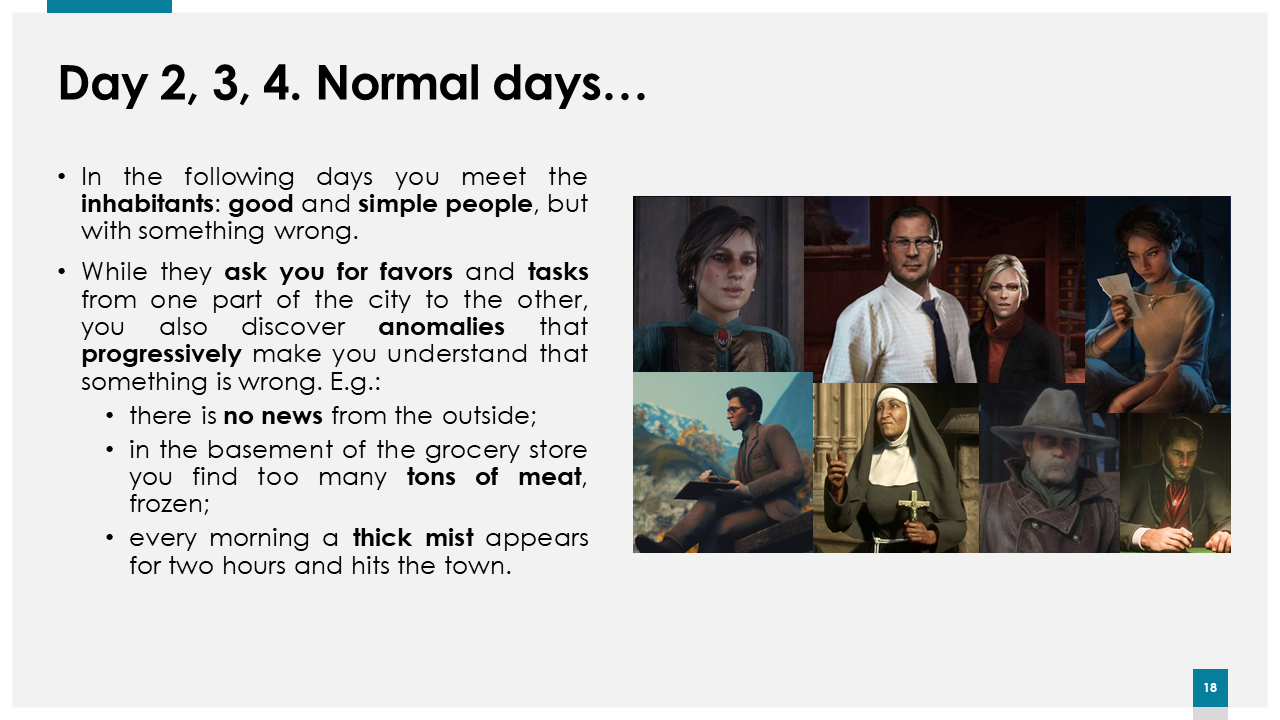 Day 2, 3, 4. Normal days…
• In the following days you meet the
inhabitants: good and simple people, but
with something wrong.
• While they ask you for favors and tasks
from one part of the city to the other,
you also discover anomalies that
progressively make you understand that
something is wrong. E.g.:
• there is no news from the outside;
• in the basement of the grocery store
you find too many tons of meat,
frozen;
• every morning a thick mist appears
for two hours and hits the town.
18